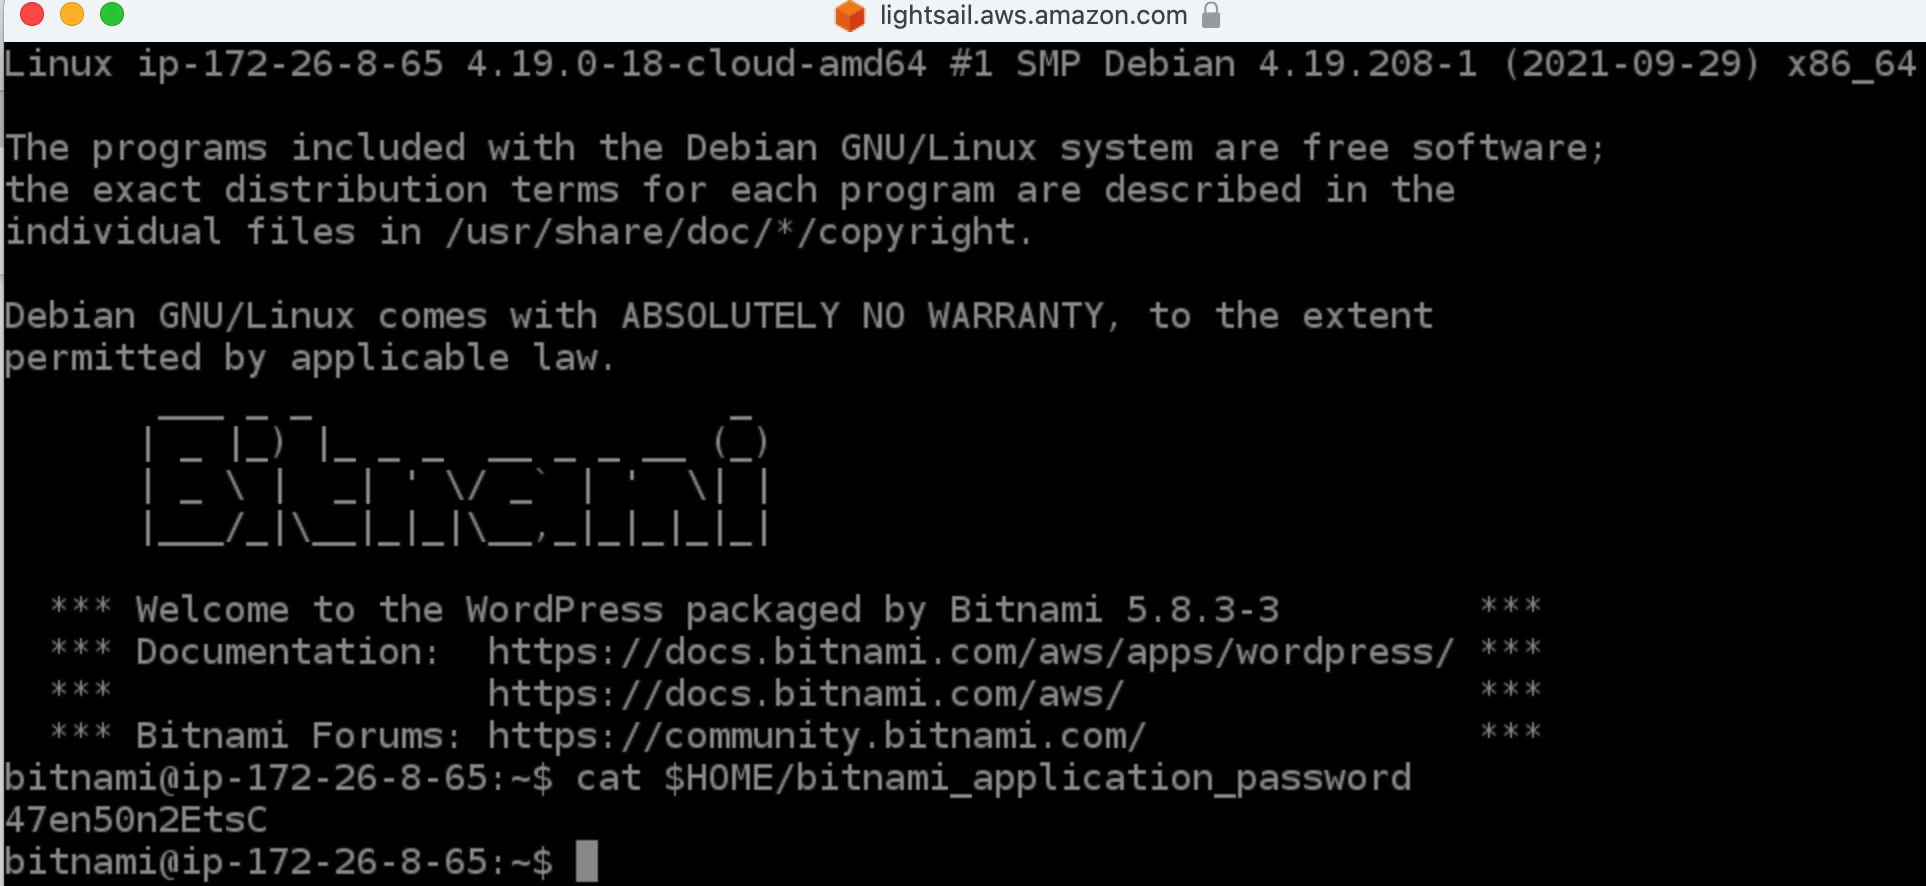 lightsail.aws.amazon.com
Linux ip-172-26-8-65 4.19.0-18-cloud-amd64 #1 SMP Debian 4.19.208-1 (2021-09-29) x86_64
The programs included with the Debian GNU/Linux system are free software;
the exact distribution terms for each program are described in the
individual files in /usr/share/doc/*/copyright.
Debian GNU/Linux comes with ABSOLUTELY NO WARRANTY, to the extent
permitted by applicable law.
Bitnami
*** Welcome to the WordPress packaged by Bitnami 5.8.3-3 ***
*** Documentation: https://docs.bitnami.com/aws/apps/wordpress/ ***
*** https://docs.bitnami.com/aws/ ***
*** Bitnami Forums: https://community.bitnami.com/ ***
bitnami@ip-172-26-8-65:~$ cat $HOME/bitnami_application_password
47en50n2EtsC
bitnami@ip-172-26-8-65:~$